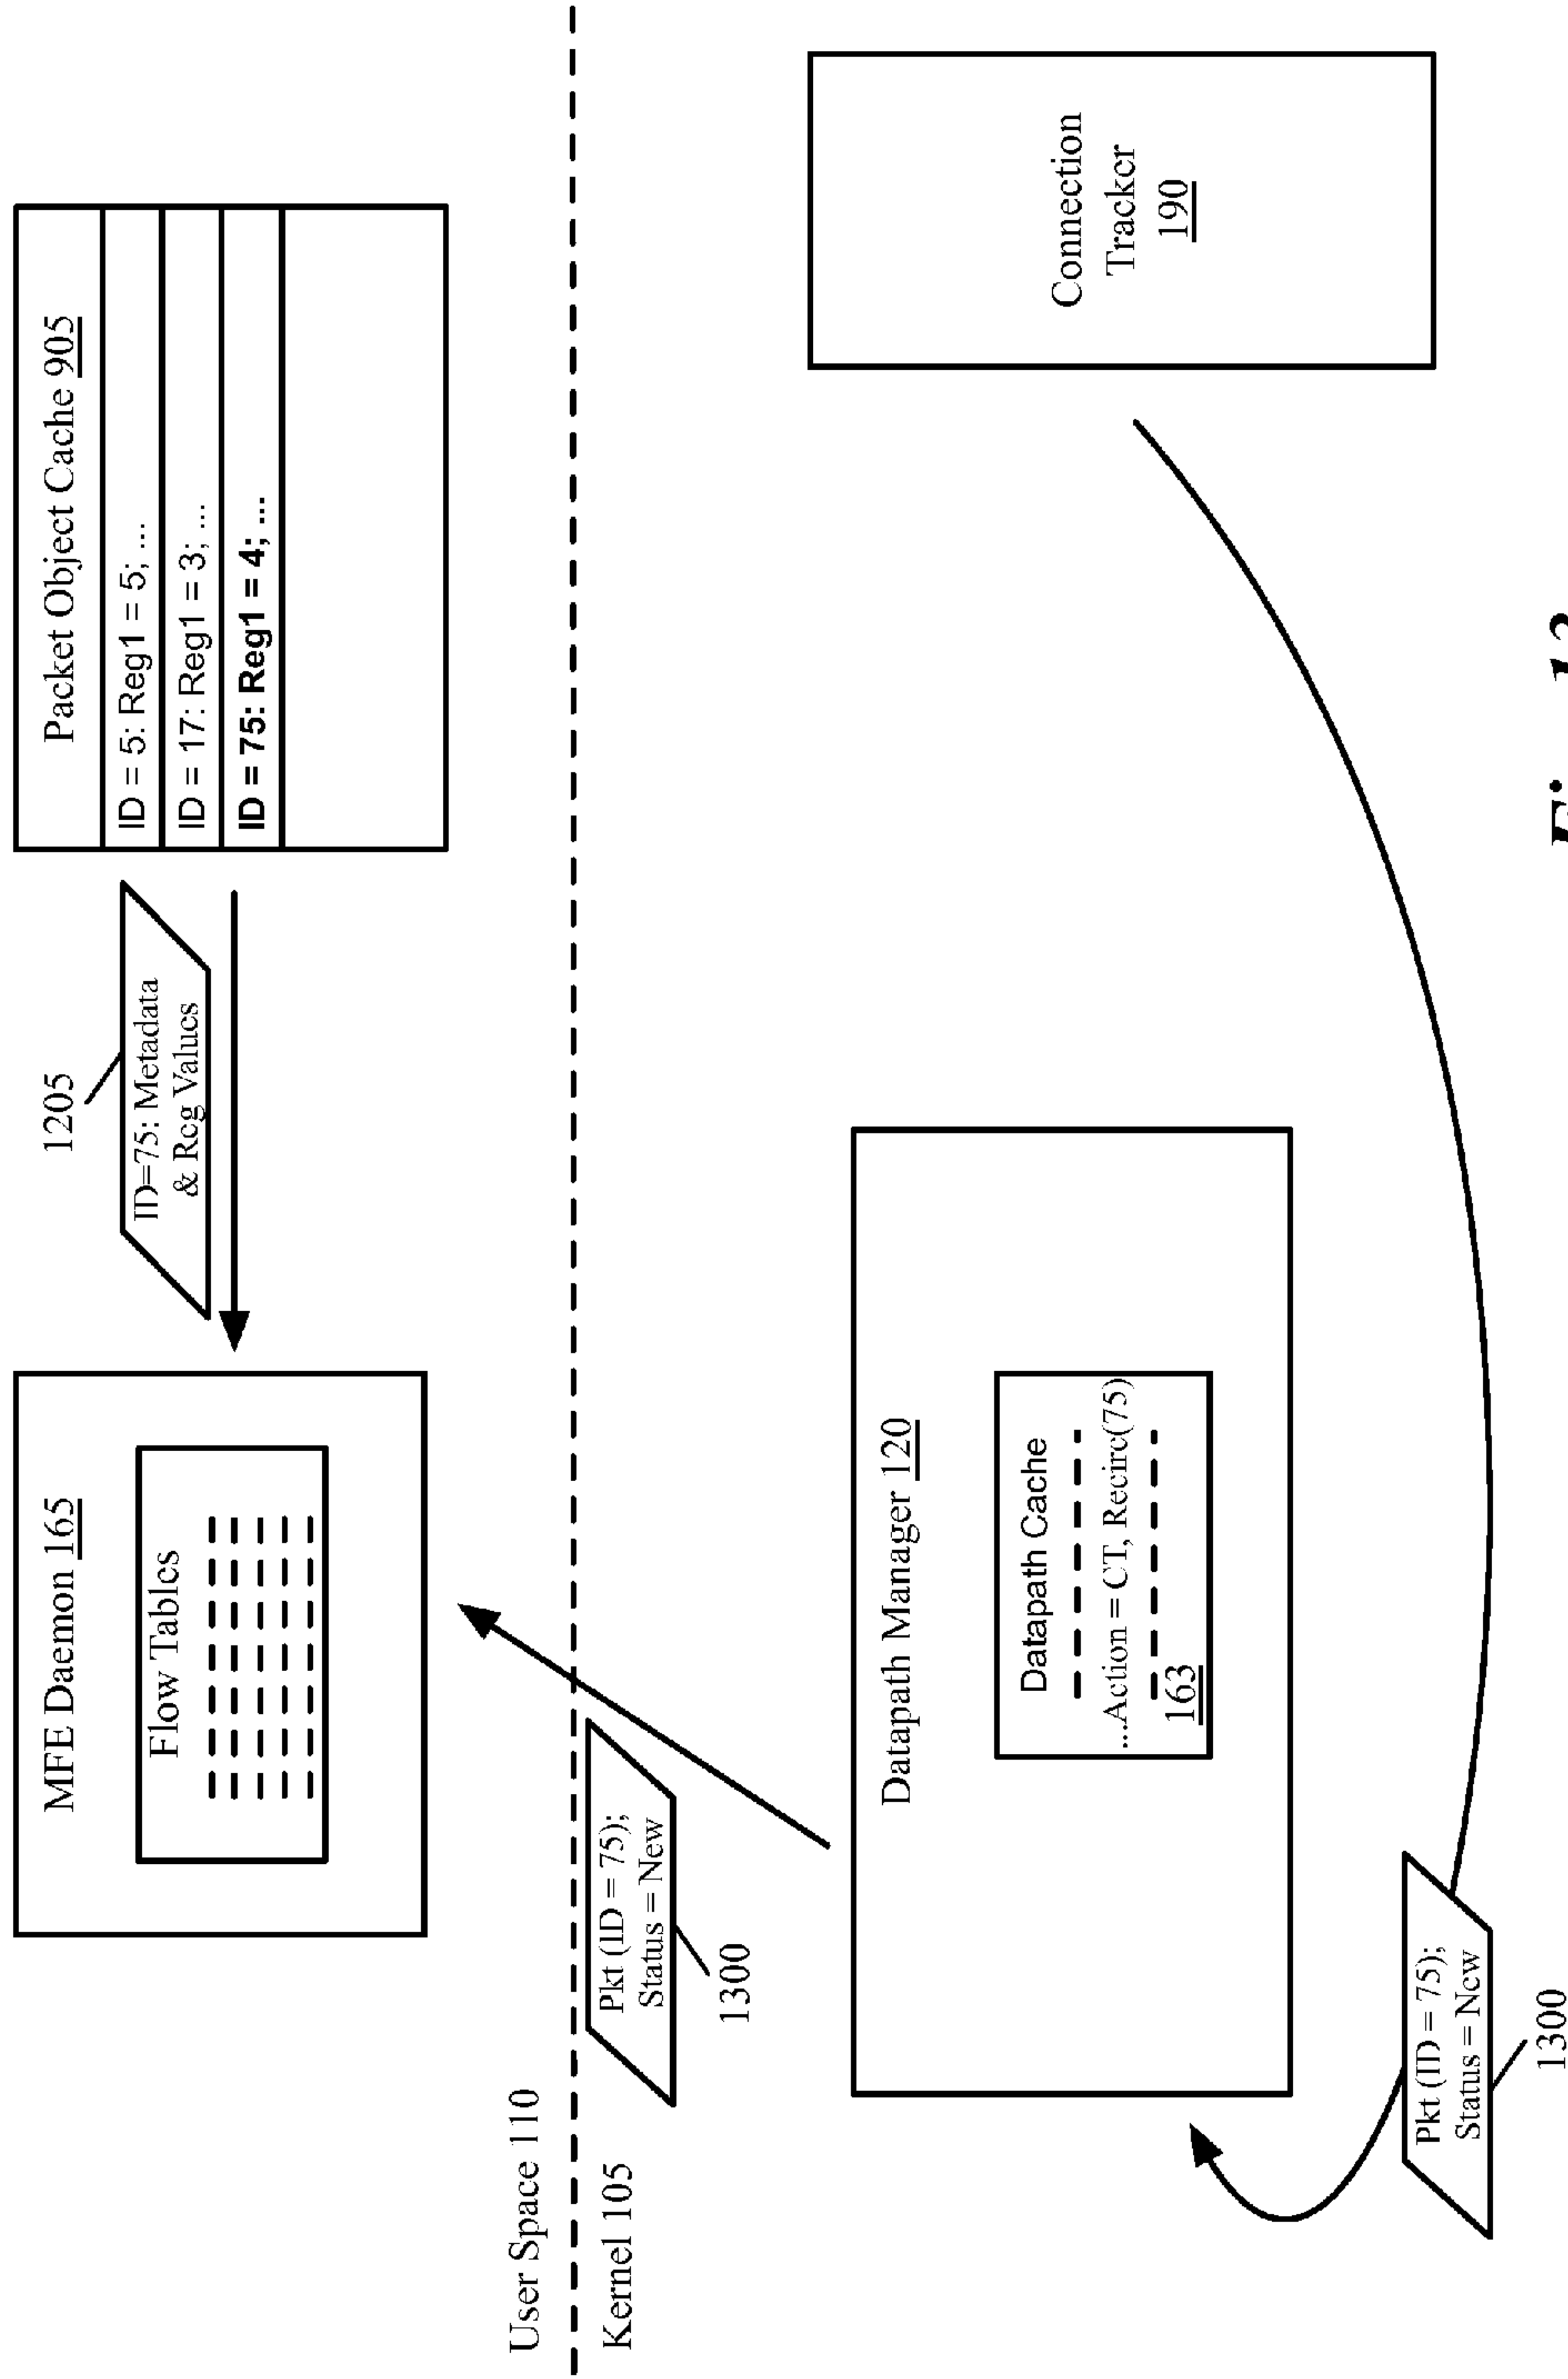 MFE Daemon 165
Flow Tables
1205
ID=75: Metadata
& Reg Values
Packet Object Cache 905
ID = 5: Reg1 = 5; ...
ID = 17: Reg1 = 3; ...
ID = 75: Reg1 = 4; ...
User Space 110
Kernel 105
Pkt (ID = 75);
Status = New
1300
Datapath Manager 120
Datapath Cache
...Action = CT, Recirc(75)
163
Connection
Tracker
190
Pkt (ID = 75);
Status = New
1300